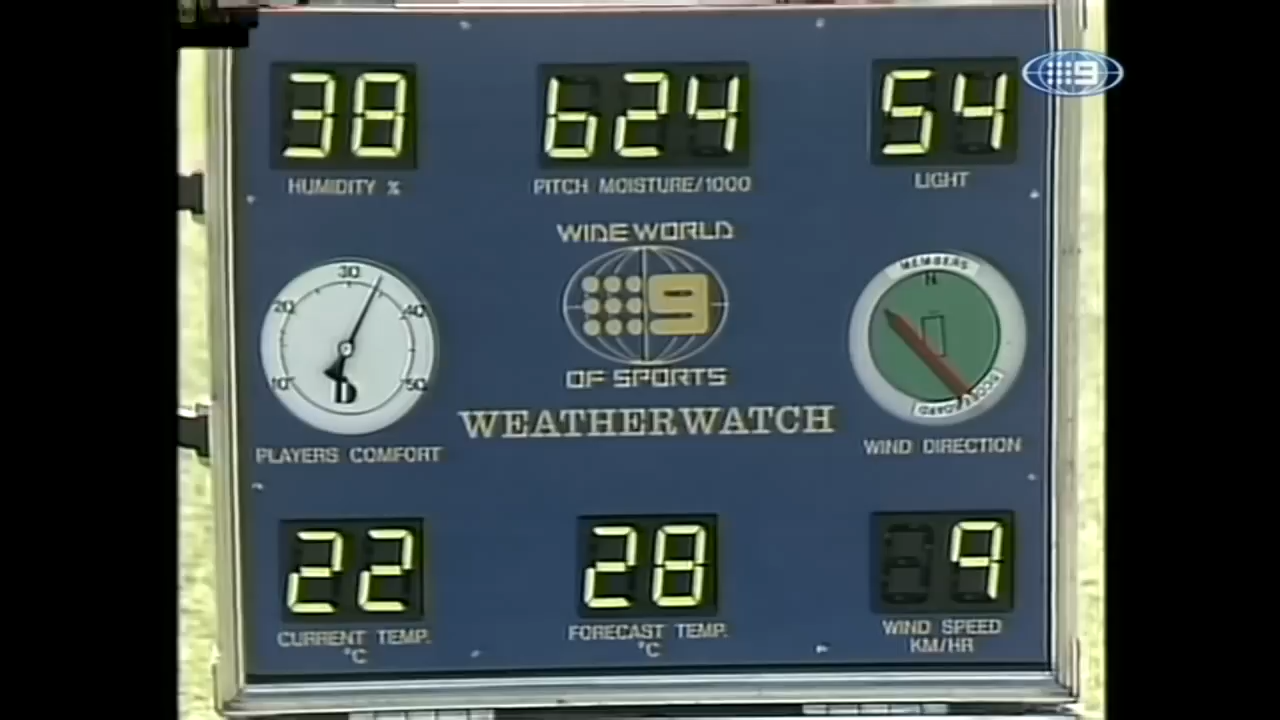 38
624
54
9
HUMIDITY %
PITCH MOISTURE/1000
LIGHT
WIDE WORLD
9
OF SPORTS
WEATHERWATCH
10
20
30
40
50
PLAYERS COMFORT
MEMBERS
N
WIND DIRECTION
22
28
9
CURRENT TEMP.
°C
FORECAST TEMP.
°C
WIND SPEED
KM/HR